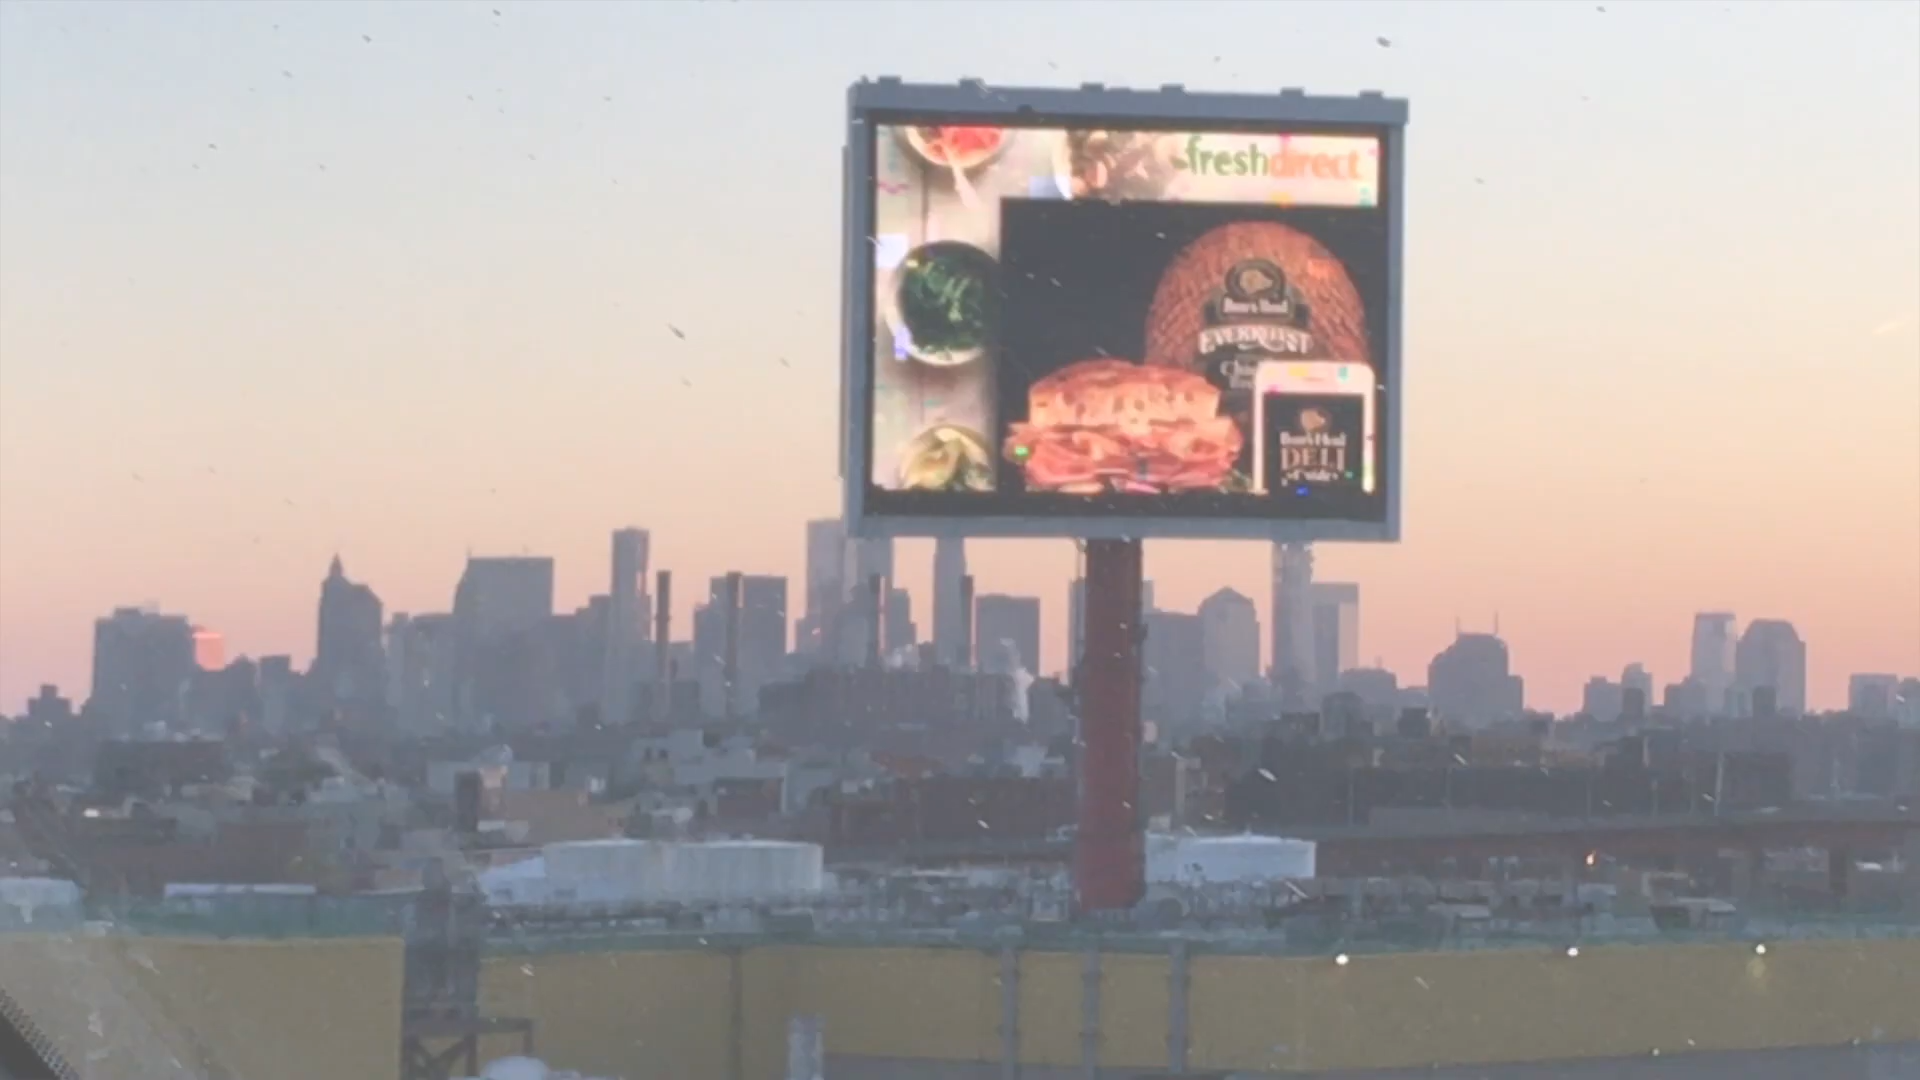 freshdirect
Boar's Head
EVERROAST
Boar's Head
DELI